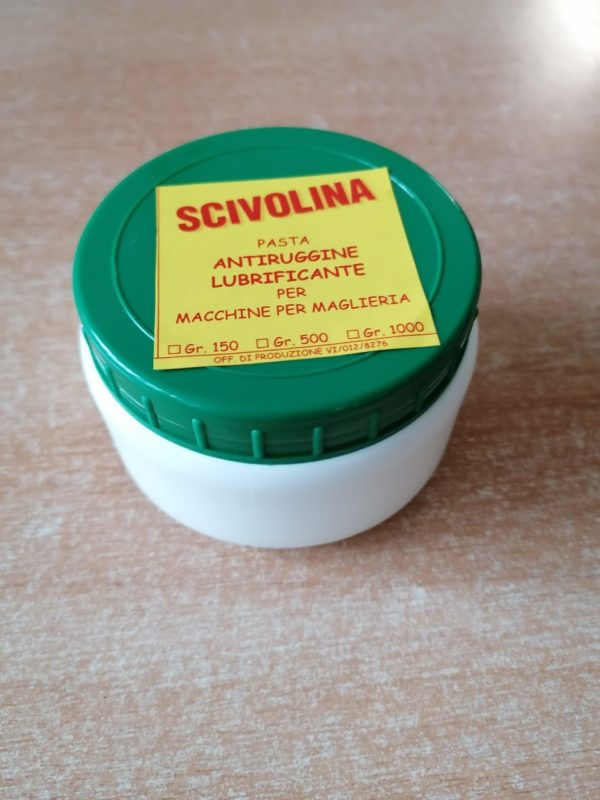 SCIVOLINA
PASTA
ANTIRUGGINE
LUBRIFICANTE
PER
MACCHINE PER MAGLIERIA
☐ Gr. 150 ☐ Gr. 500 ☐ Gr. 1000
OFF. DI PRODUZIONE VI/012/8276